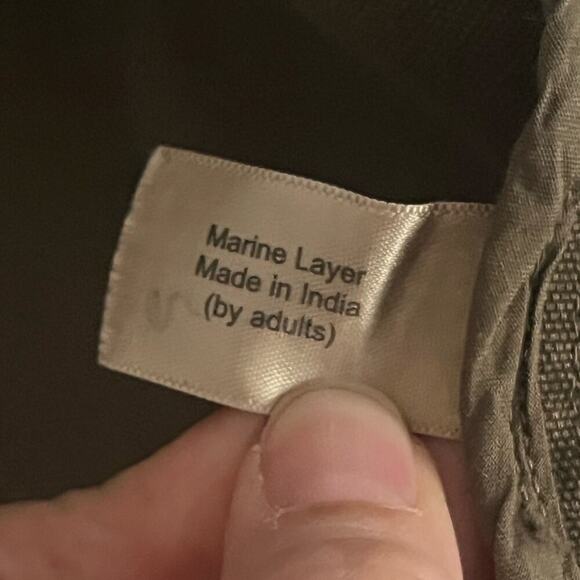 Marine Layer
Made in India
(by adults)